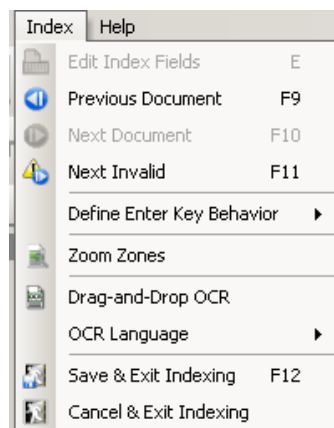 Index Help
Edit Index Fields E
Previous Document F9
Next Document F10
Next Invalid F11
Define Enter Key Behavior
Zoom Zones
Drag-and-Drop OCR
OCR Language
Save & Exit Indexing F12
Cancel & Exit Indexing